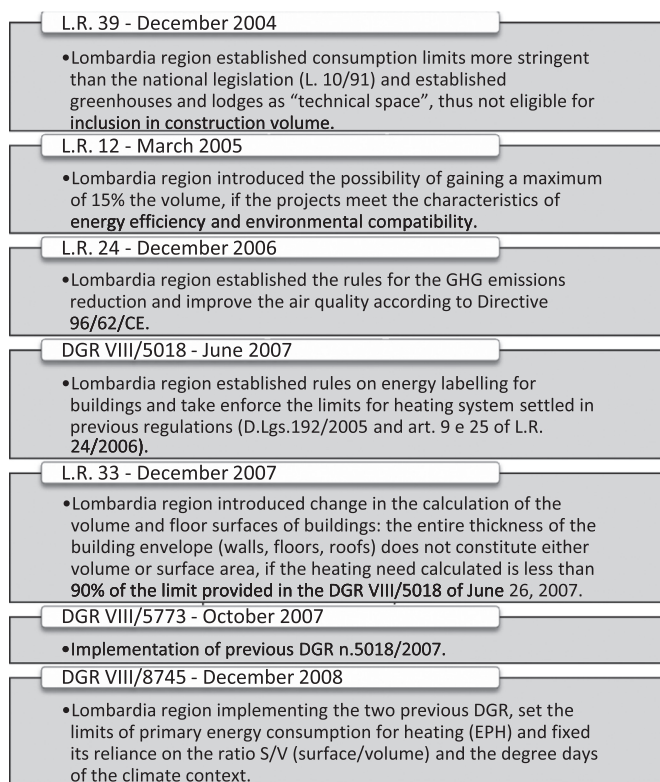 L.R. 39 - December 2004
•Lombardia region established consumption limits more stringent
than the national legislation (L. 10/91) and established
greenhouses and lodges as “technical space”, thus not eligible for
inclusion in construction volume.
L.R. 12 - March 2005
•Lombardia region introduced the possibility of gaining a maximum
of 15% the volume, if the projects meet the characteristics of
energy efficiency and environmental compatibility.
L.R. 24 - December 2006
•Lombardia region established the rules for the GHG emissions
reduction and improve the air quality according to Directive
96/62/CE.
DGR VIII/5018 - June 2007
•Lombardia region established rules on energy labelling for
buildings and take enforce the limits for heating system settled in
previous regulations (D.Lgs.192/2005 and art. 9 e 25 of L.R.
24/2006).
L.R. 33 - December 2007
•Lombardia region introduced change in the calculation of the
volume and floor surfaces of buildings: the entire thickness of the
building envelope (walls, floors, roofs) does not constitute either
volume or surface area, if the heating need calculated is less than
90% of the limit provided in the DGR VIII/5018 of June 26, 2007.
DGR VIII/5773 - October 2007
•Implementation of previous DGR n.5018/2007.
DGR VIII/8745 - December 2008
•Lombardia region implementing the two previous DGR, set the
limits of primary energy consumption for heating (EPH) and fixed
its reliance on the ratio S/V (surface/volume) and the degree days
of the climate context.